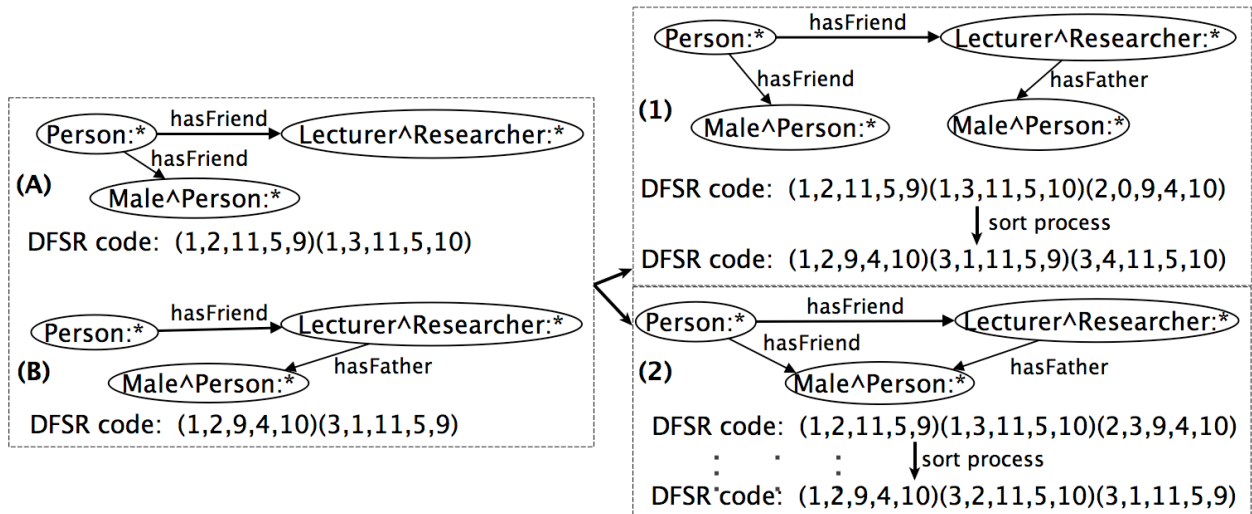 hasFriend
Person:*
Lecturer^Researcher:*
hasFriend
(A)
Male^Person:*
DFSR code: (1,2,11,5,9)(1,3,11,5,10)
hasFriend
Person:*
Lecturer^Researcher:*
hasFather
(B)
Male^Person:*
DFSR code: (1,2,9,4,10)(3,1,11,5,9)
hasFriend
Person:*
Lecturer^Researcher:*
hasFriend
hasFather
(1)
Male^Person:*
Male^Person:*
DFSR code: (1,2,11,5,9)(1,3,11,5,10)(2,0,9,4,10)
sort process
DFSR code: (1,2,9,4,10)(3,1,11,5,9)(3,4,11,5,10)
hasFriend
Person:*
Lecturer^Researcher:*
hasFriend
hasFather
(2)
Male^Person:*
DFSR code: (1,2,11,5,9)(1,3,11,5,10)(2,3,9,4,10)
sort process
DFSR code: (1,2,9,4,10)(3,2,11,5,10)(3,1,11,5,9)